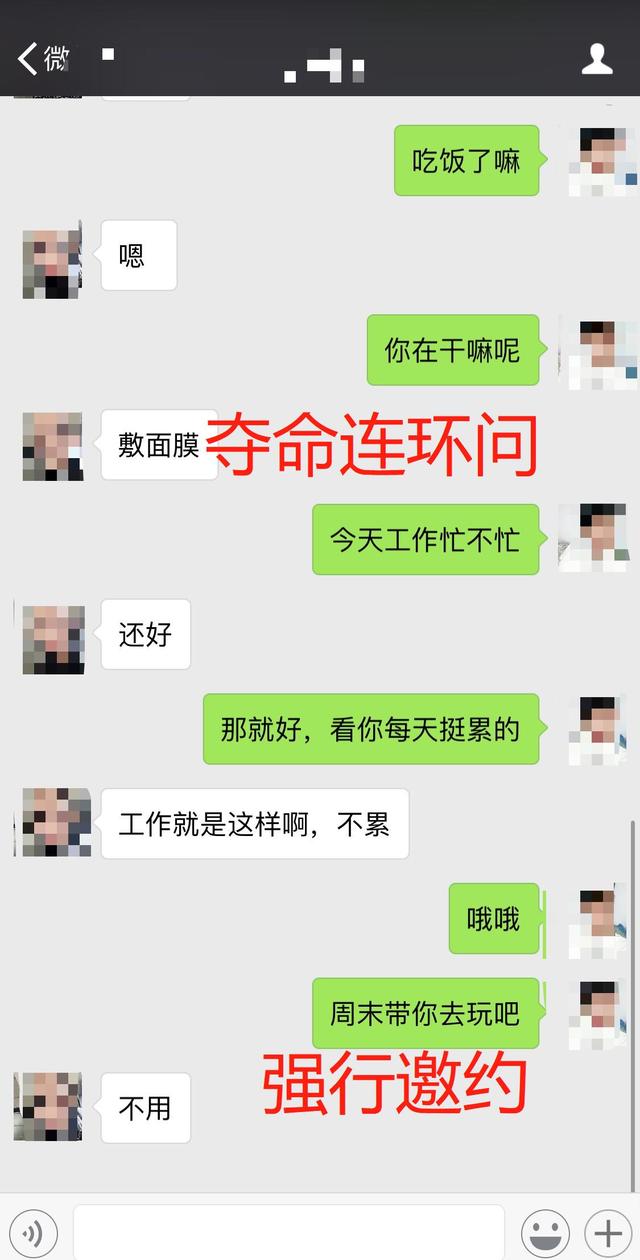 微
吃饭了嘛
嗯
你在干嘛呢
敷面膜
夺命连环问
今天工作忙不忙
还好
那就好，看你每天挺累的
工作就是这样啊，不累
哦哦
周末带你去玩吧
强行邀约
不用